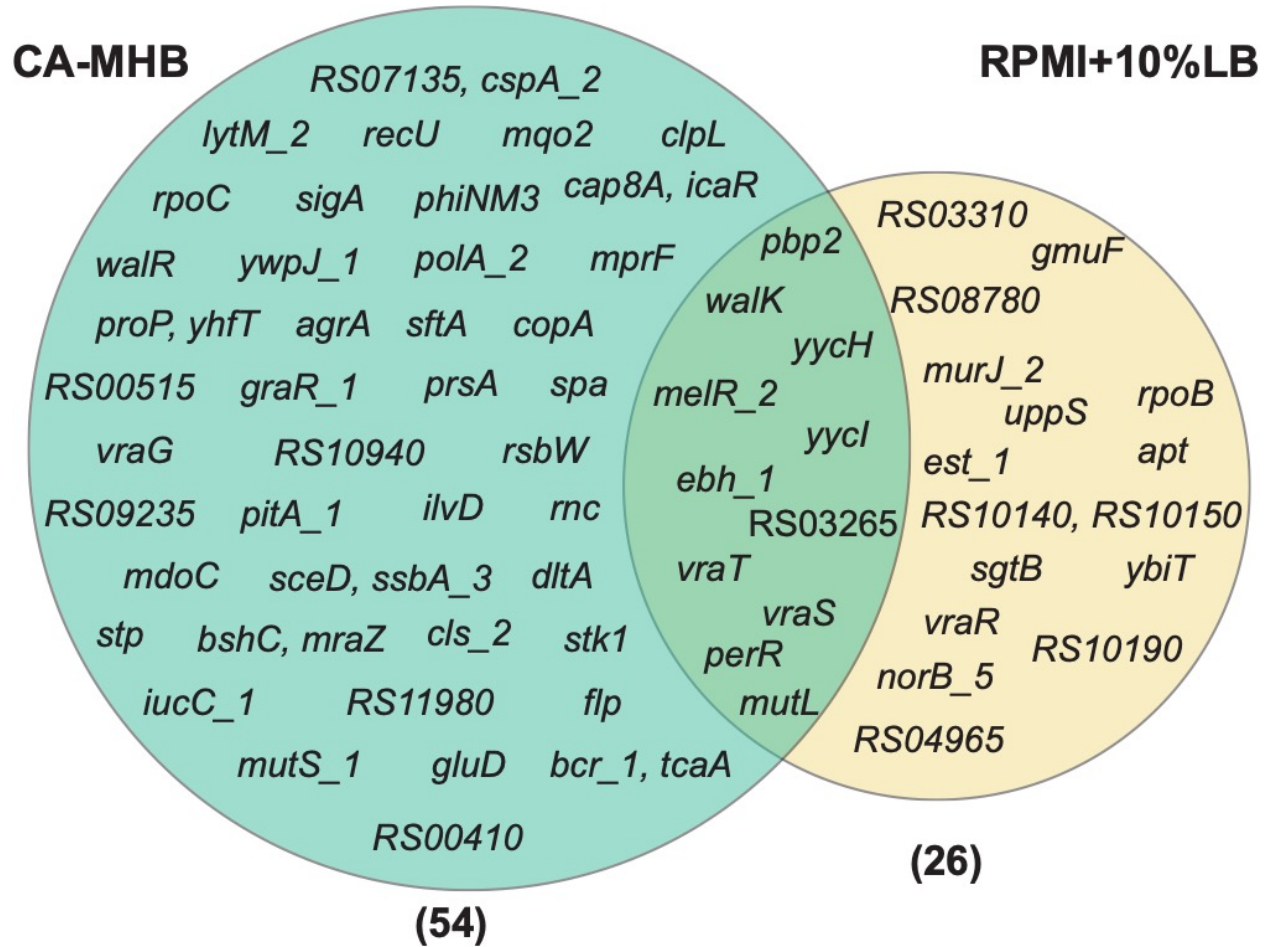 CA-MHB
RPMI+10%LB
RS07135, cspA_2
lytM_2 recU mqo2 clpL
rpoC sigA phiNM3 cap8A, icaR
walR ywpJ_1 polA_2 mprF
proP, yhfT agrA sftA copA
RS00515 graR_1 prsA spa
vraG RS10940 rsbW
RS09235 pitA_1 ilvD rnc
mdoC sceD, ssbA_3 dltA
stp bshC, mraZ cls_2 stk1
iucC_1 RS11980 flp
mutS_1 gluD bcr_1, tcaA
RS00410
(54)
pbp2
walK
yycH
melR_2
yycI
ebh_1
RS03265
vraT
vraS
perR
mutL
RS03310
gmuF
RS08780
murJ_2
uppS
rpoB
est_1
apt
RS10140, RS10150
sgtB ybiT
vraR
RS10190
norB_5
RS04965
(26)